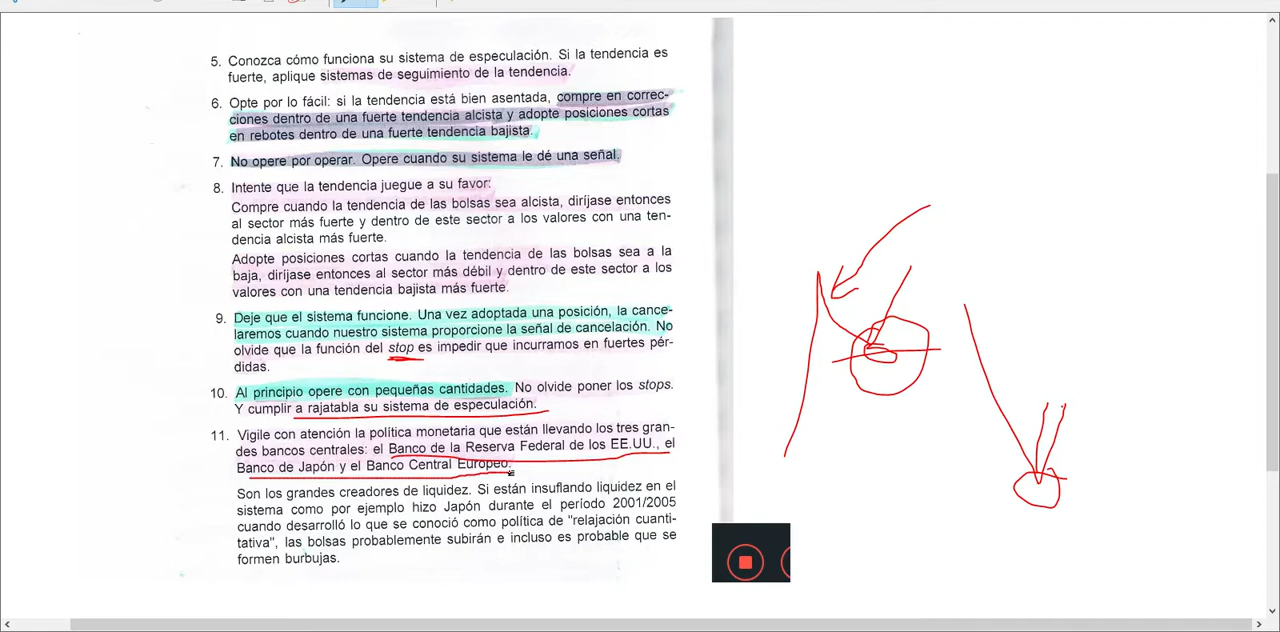 5. Conozca cómo funciona su sistema de especulación. Si la tendencia es
fuerte, aplique sistemas de seguimiento de la tendencia.
6. Opte por lo fácil: si la tendencia está bien asentada, compre en correc-
ciones dentro de una fuerte tendencia alcista y adopte posiciones cortas
en rebotes dentro de una fuerte tendencia bajista.
7. No opere por operar. Opere cuando su sistema le dé una señal.
8. Intente que la tendencia juegue a su favor:
Compre cuando la tendencia de las bolsas sea alcista, diríjase entonces
al sector más fuerte y dentro de este sector a los valores con una ten-
dencia alcista más fuerte.
Adopte posiciones cortas cuando la tendencia de las bolsas sea a la
baja, diríjase entonces al sector más débil y dentro de este sector a los
valores con una tendencia bajista más fuerte.
9. Deje que el sistema funcione. Una vez adoptada una posición, la cance-
laremos cuando nuestro sistema proporcione la señal de cancelación. No
olvide que la función del stop es impedir que incurramos en fuertes pér-
didas.
10. Al principio opere con pequeñas cantidades. No olvide poner los stops.
Y cumplir a rajatabla su sistema de especulación.
11. Vigile con atención la política monetaria que están llevando los tres gran-
des bancos centrales: el Banco de la Reserva Federal de los EE.UU., el
Banco de Japón y el Banco Central Europeo.
Son los grandes creadores de liquidez. Si están insuflando liquidez en el
sistema como por ejemplo hizo Japón durante el período 2001/2005
cuando desarrolló lo que se conoció como política de "relajación cuanti-
tativa", las bolsas probablemente subirán e incluso es probable que se
formen burbujas.